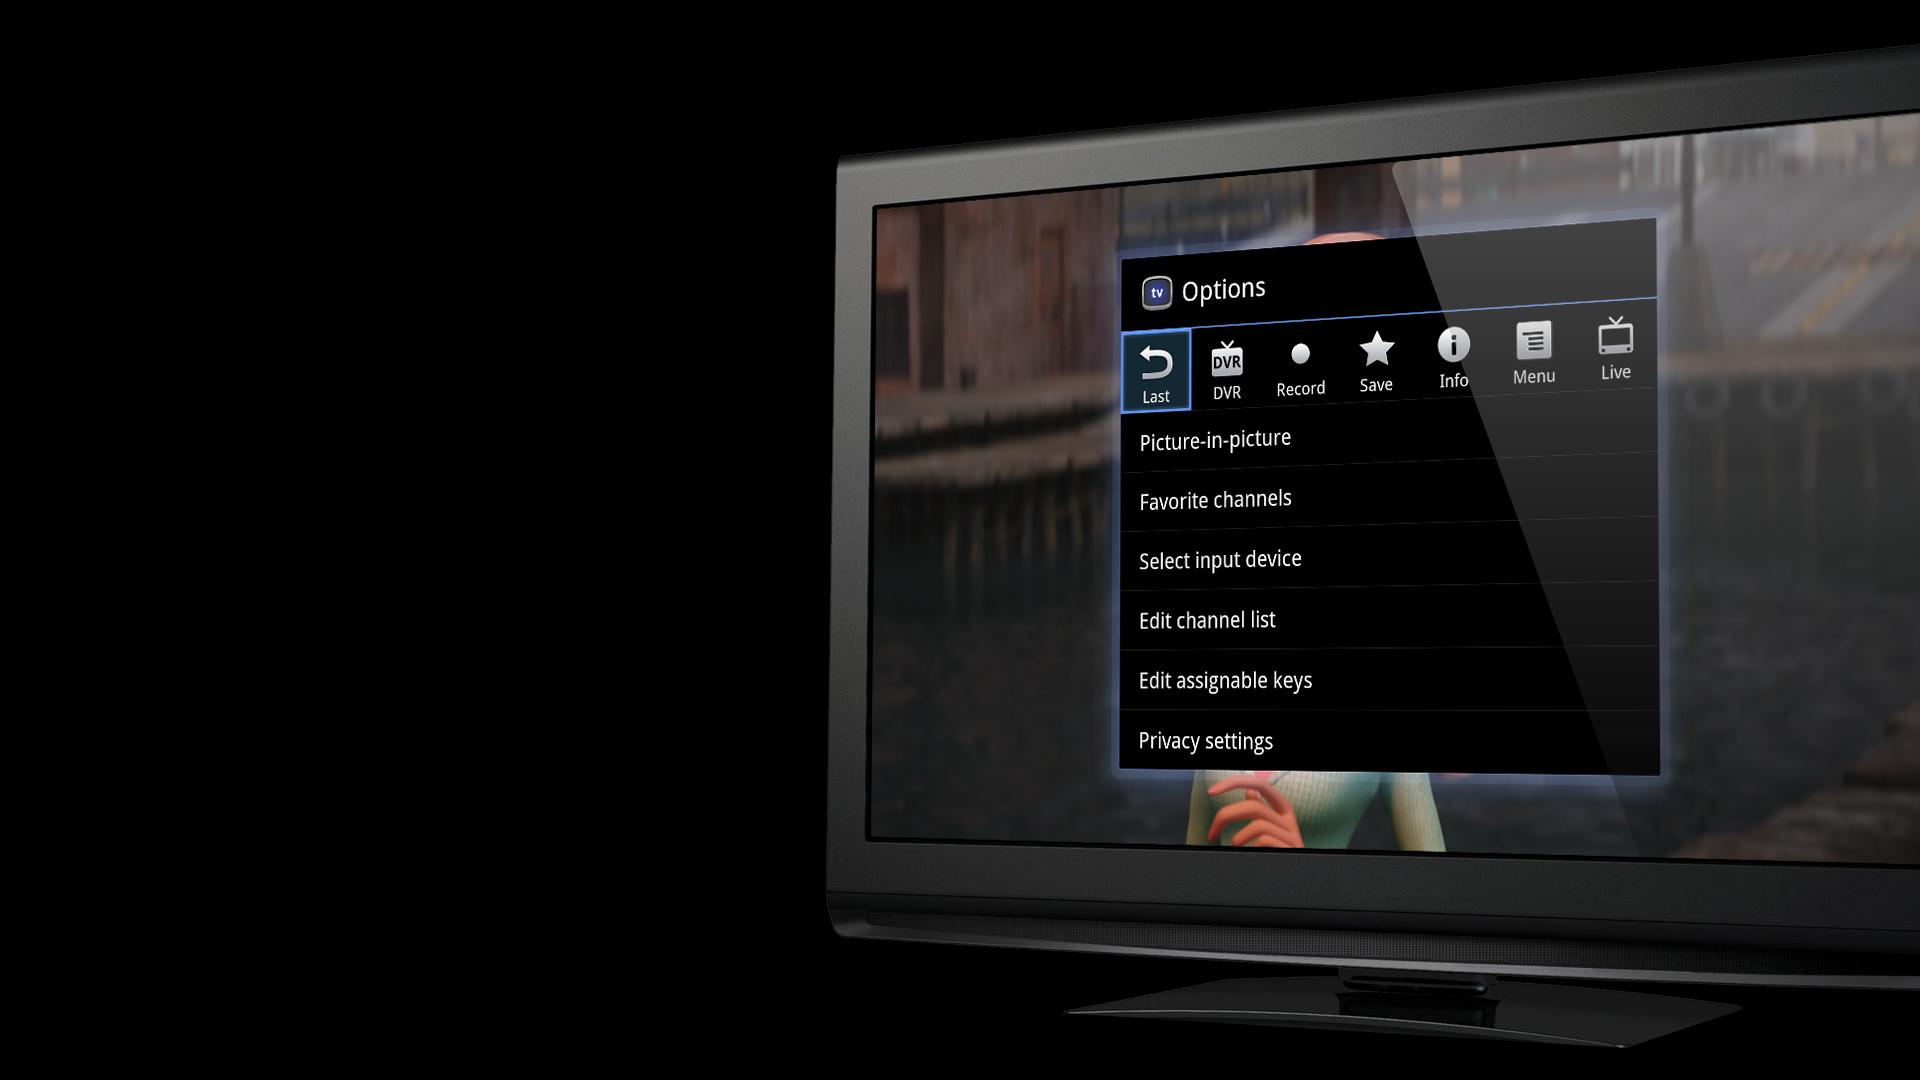 tv Options
Last
DVR
DVR
Record
Save
Info
Menu
Live
Picture-in-picture
Favorite channels
Select input device
Edit channel list
Edit assignable keys
Privacy settings